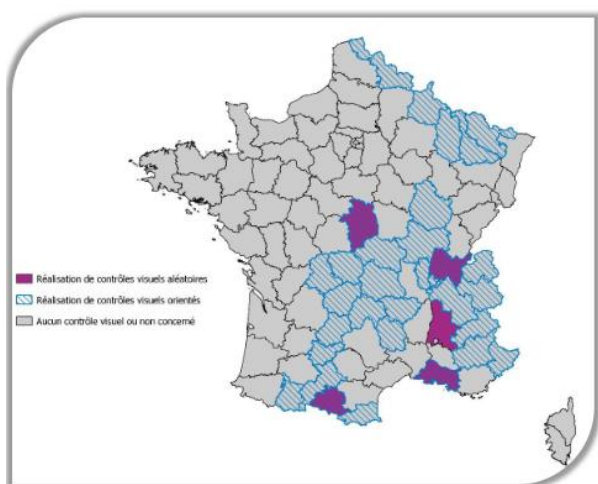 Réalisation de contrôles visuels aléatoires
Réalisation de contrôles visuels orientés
Aucun contrôle visuel ou non concerné